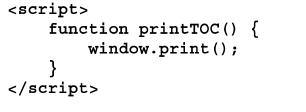 <script>
    function printTOC() {
        window.print();
    }
</script>